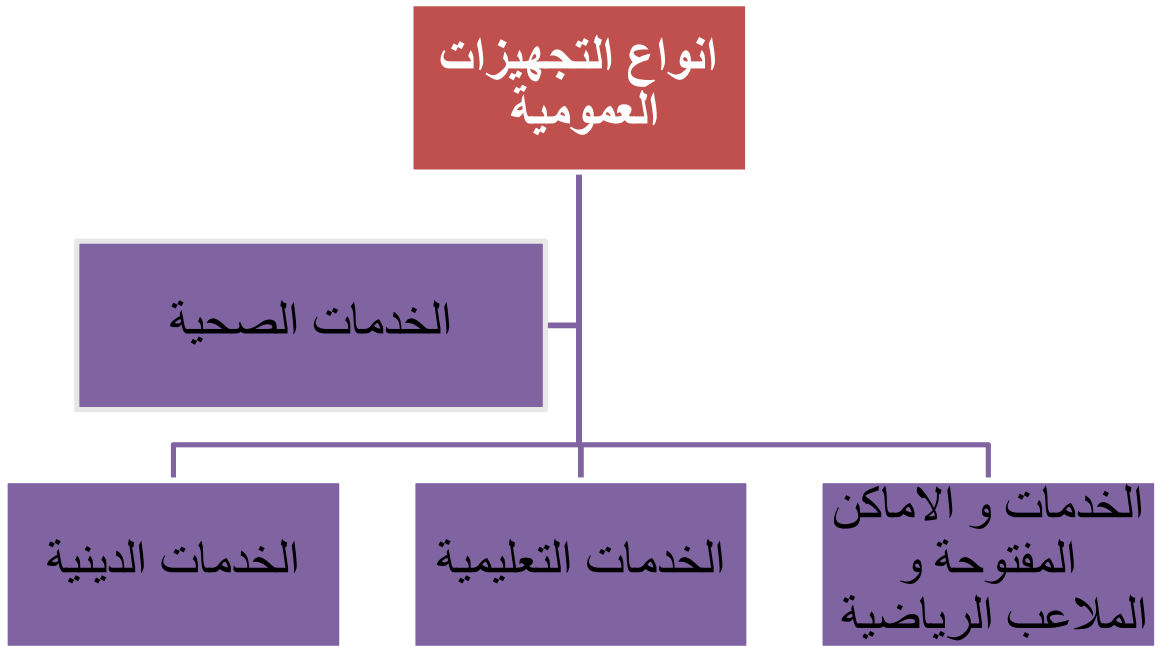 انواع التجهيزات
العمومية
الخدمات الصحية
الخدمات و الاماكن
المفتوحة و
الملاعب الرياضية
الخدمات التعليمية
الخدمات الدينية